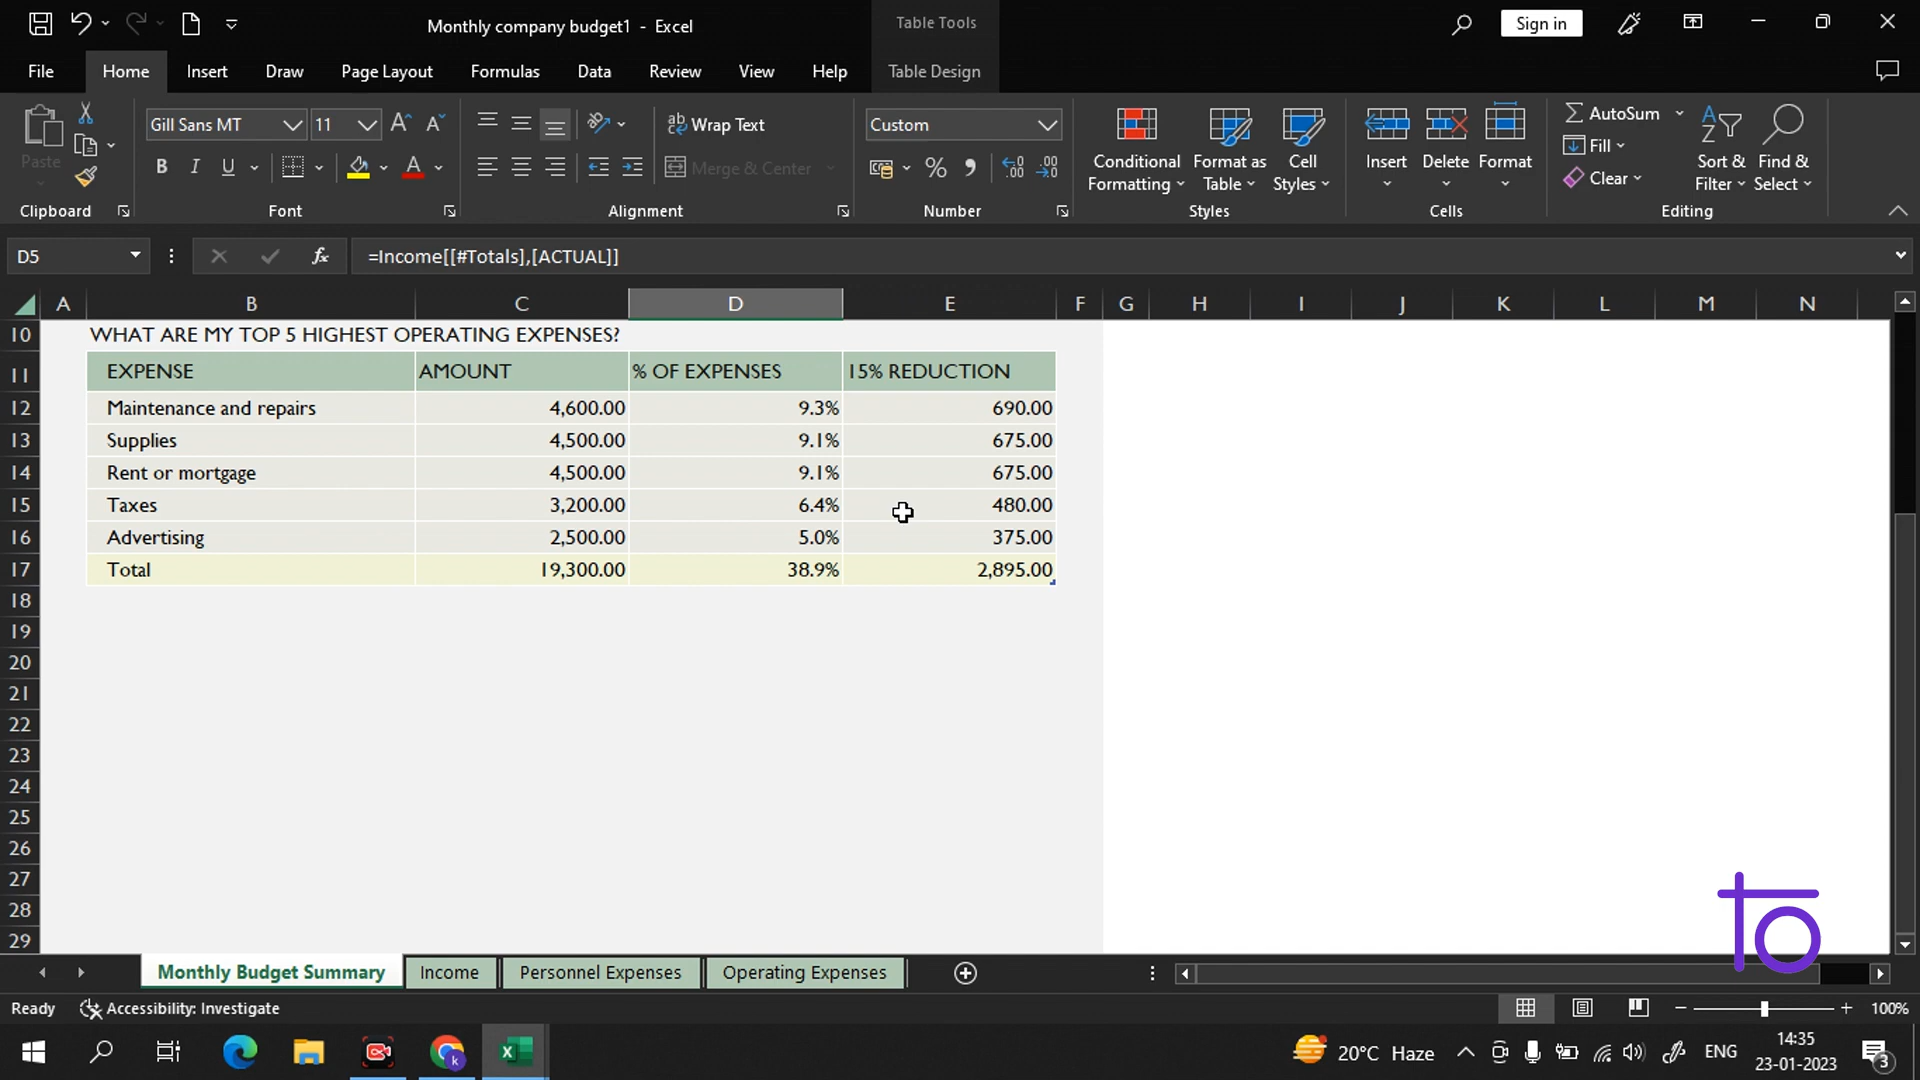 Monthly company budget1 - Excel
Table Tools
Sign in
File Home Insert Draw Page Layout Formulas Data Review View Help Table Design
Paste
Clipboard
Gill Sans MT 11
B I U
Font
Wrap Text
Merge & Center
Alignment
Custom
%
Number
Conditional Formatting
Format as Table
Cell Styles
Styles
Insert
Delete
Format
Cells
AutoSum
Fill
Clear
Sort & Filter
Find & Select
Editing
D5 fx =Income[[#Totals],[ACTUAL]]
A B C D E F G H I J K L M N
10 WHAT ARE MY TOP 5 HIGHEST OPERATING EXPENSES?
11 EXPENSE AMOUNT % OF EXPENSES 15% REDUCTION
12 Maintenance and repairs 4,600.00 9.3% 690.00
13 Supplies 4,500.00 9.1% 675.00
14 Rent or mortgage 4,500.00 9.1% 675.00
15 Taxes 3,200.00 6.4% 480.00
16 Advertising 2,500.00 5.0% 375.00
17 Total 19,300.00 38.9% 2,895.00
18
19
20
21
22
23
24
25
26
27
28
29
to
Monthly Budget Summary Income Personnel Expenses Operating Expenses
Ready Accessibility: Investigate 100%
k
20°C Haze ENG
14:35
23-01-2023
3